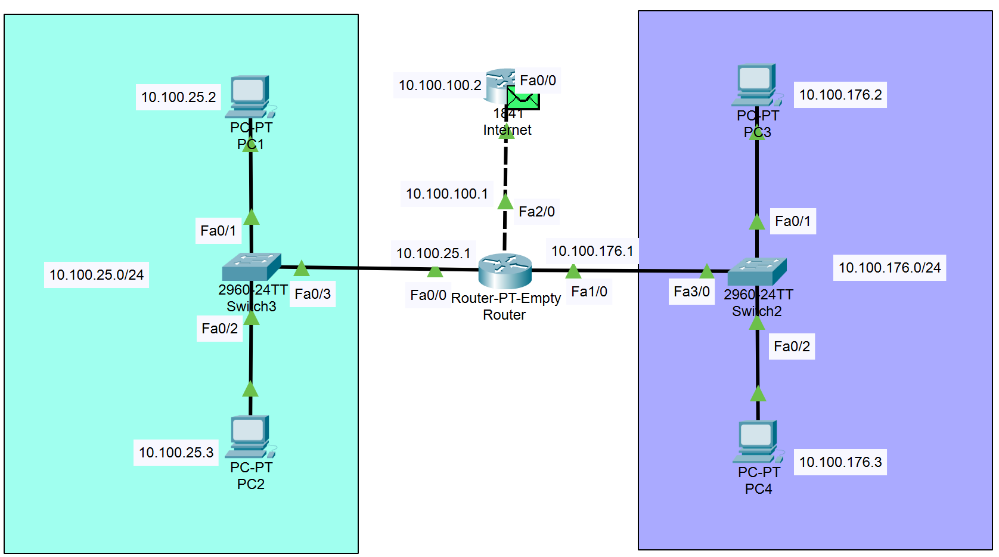 10.100.25.2
PC-PT
PC1
Fa0/1
10.100.25.0/24
2960-24TT
Switch3
Fa0/3
Fa0/2
10.100.25.3
PC-PT
PC2
10.100.100.2
Fa0/0
1841
Internet
10.100.100.1
Fa2/0
10.100.25.1
10.100.176.1
Fa0/0
Router-PT-Empty
Router
Fa1/0
10.100.176.2
PC-PT
PC3
Fa0/1
10.100.176.0/24
Fa3/0
2960-24TT
Switch2
Fa0/2
10.100.176.3
PC-PT
PC4